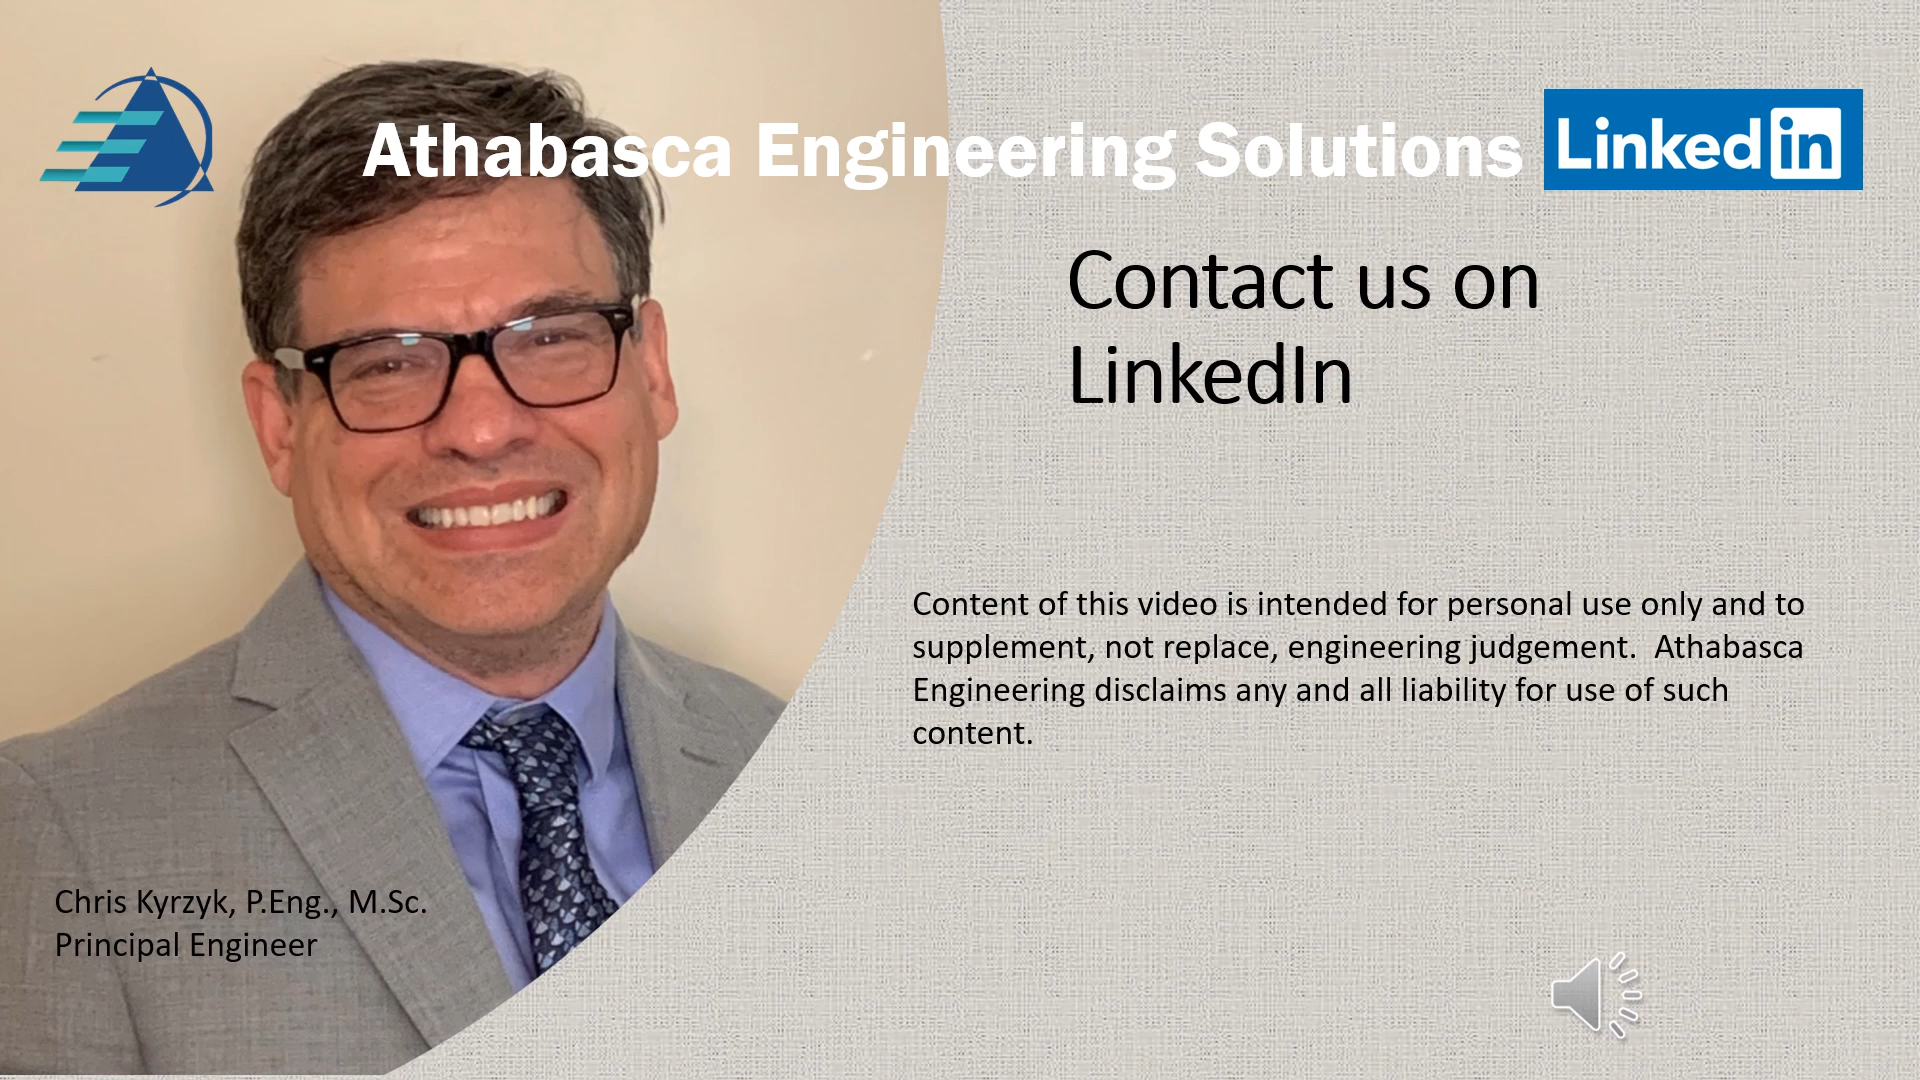 Athabasca Engineering Solutions
LinkedIn
Contact us on
LinkedIn
Content of this video is intended for personal use only and to
supplement, not replace, engineering judgement.  Athabasca
Engineering disclaims any and all liability for use of such
content.
Chris Kyrzyk, P.Eng., M.Sc.
Principal Engineer